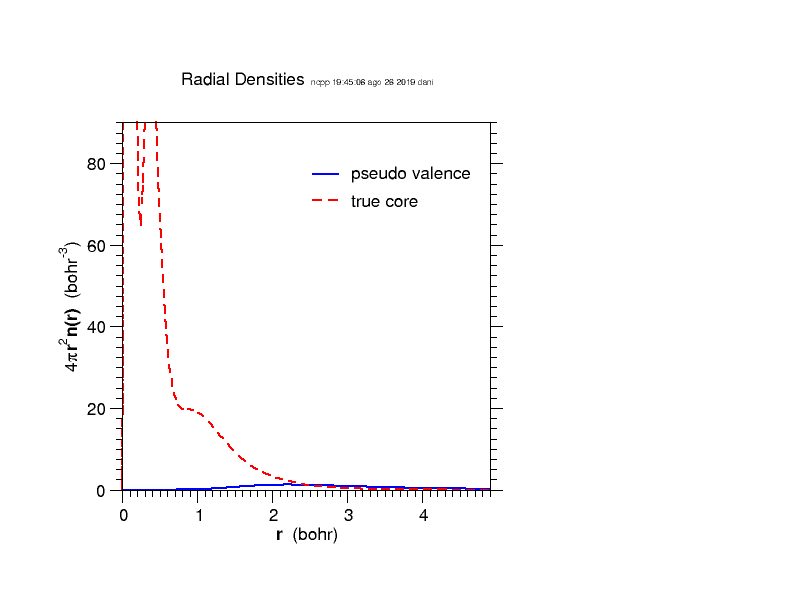 Radial Densities ncpp 19:45:06 ago 26 2019 dani
80
60
40
20
0
4πr²n(r) (bohr⁻³)
pseudo valence
true core
0 1 2 3 4
r (bohr)